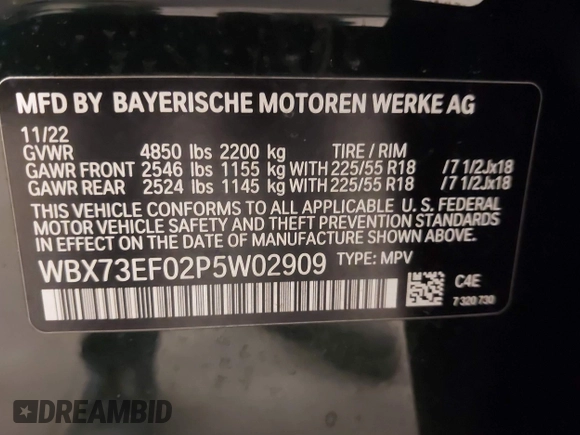 MFD BY BAYERISCHE MOTOREN WERKE AG
11/22
GVWR 4850 lbs 2200 kg TIRE / RIM
GAWR FRONT 2546 lbs 1155 kg WITH 225/55 R18 /7 1/2Jx18
GAWR REAR 2524 lbs 1145 kg WITH 225/55 R18 /7 1/2Jx18
THIS VEHICLE CONFORMS TO ALL APPLICABLE U. S. FEDERAL
MOTOR VEHICLE SAFETY AND THEFT PREVENTION STANDARDS
IN EFFECT ON THE DATE OF MANUFACTURE SHOWN ABOVE.
WBX73EF02P5W02909 TYPE: MPV
C4E
7 320 730
DREAMBID